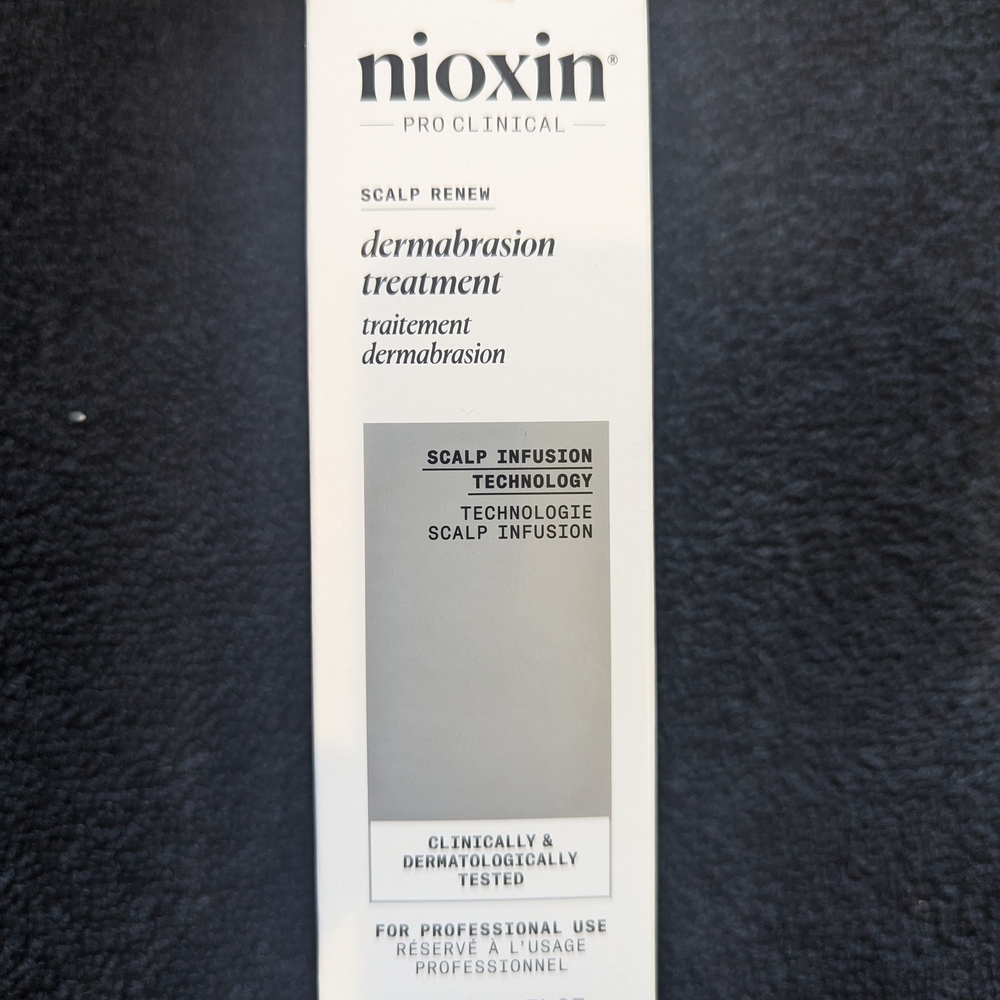 nioxin®
PRO CLINICAL
SCALP RENEW
dermabrasion
treatment
traitement
dermabrasion
SCALP INFUSION
TECHNOLOGY
TECHNOLOGIE
SCALP INFUSION
CLINICALLY &
DERMATOLOGICALLY
TESTED
FOR PROFESSIONAL USE
RÉSERVÉ À L'USAGE
PROFESSIONNEL